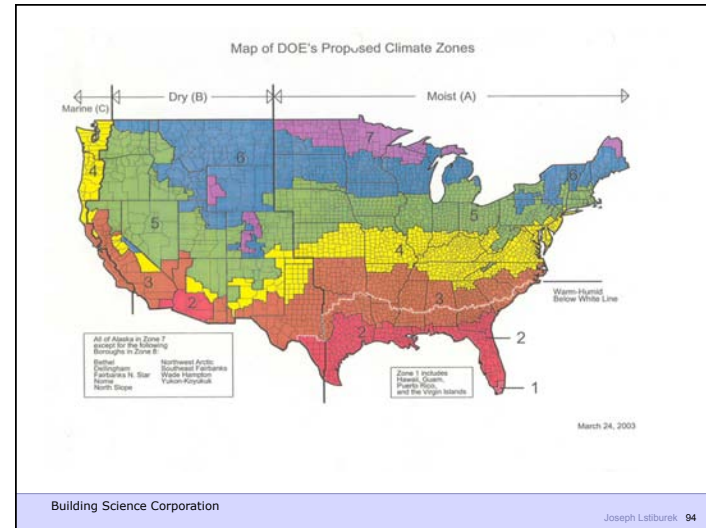 Map of DOE's Proposed Climate Zones
Marine (C)
Dry (B)
Moist (A)
7
4
6
6
5
5
4
3
3
2
2
Warm-Humid
Below White Line
2
1
All of Alaska in Zone 7
except for the following
Boroughs in Zone 8:
Bethel
Dellingham
Fairbanks N. Star
Nome
North Slope
Northwest Arctic
Southeast Fairbanks
Wade Hampton
Yukon-Koyukuk
Zone 1 includes
Hawaii, Guam,
Puerto Rico,
and the Virgin Islands
March 24, 2003
Building Science Corporation
Joseph Lstiburek 94